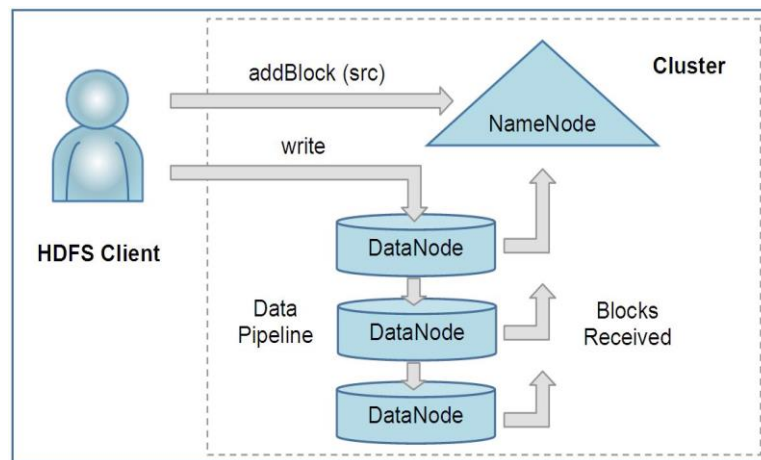 addBlock (src)
Cluster
NameNode
write
HDFS Client
DataNode
Data
Pipeline
DataNode
Blocks
Received
DataNode